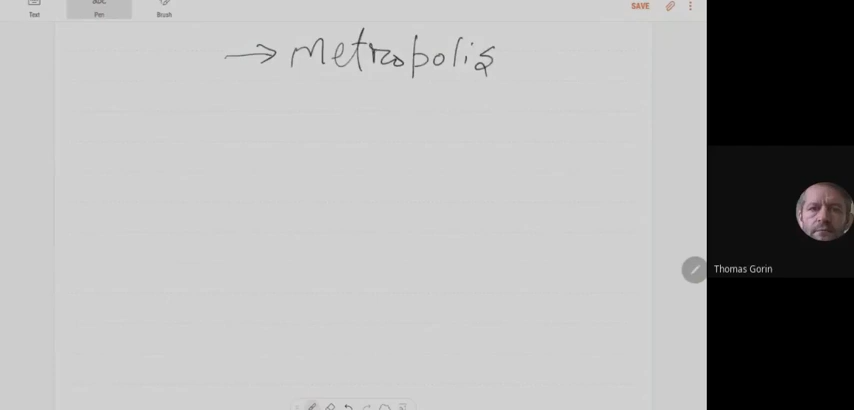 Text Pen Brush SAVE
→ Metropolis
Thomas Gorin